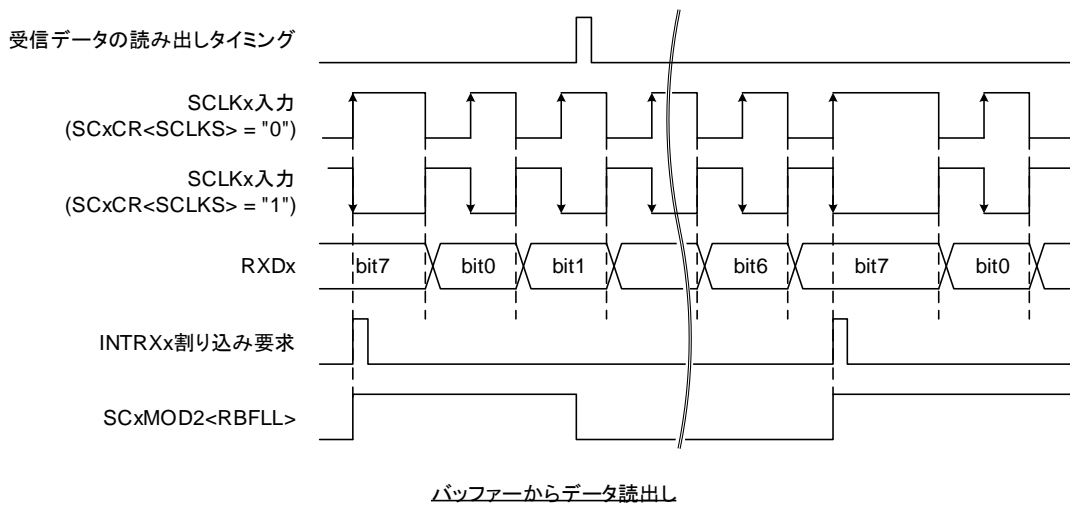 受信データの読み出しタイミング
SCLKx入力
(SCxCR<SCLKS> = "0")
SCLKx入力
(SCxCR<SCLKS> = "1")
RXDx
bit7 bit0 bit1 bit6 bit7 bit0
INTRXx割り込み要求
SCxMOD2<RBFLL>
バッファーからデータ読出し